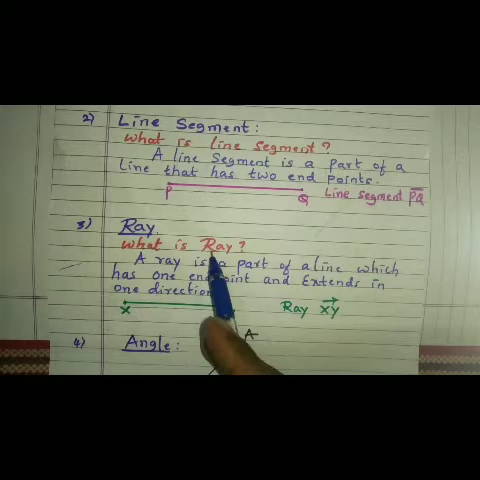 2) Line Segment:
What is line segment?
A line segment is a part of a
line that has two end points.
P Q Line segment PQ
3) Ray
What is Ray?
A ray is a part of a line which
has one endpoint and Extends in
one direction
X Ray XY
4) Angle: A